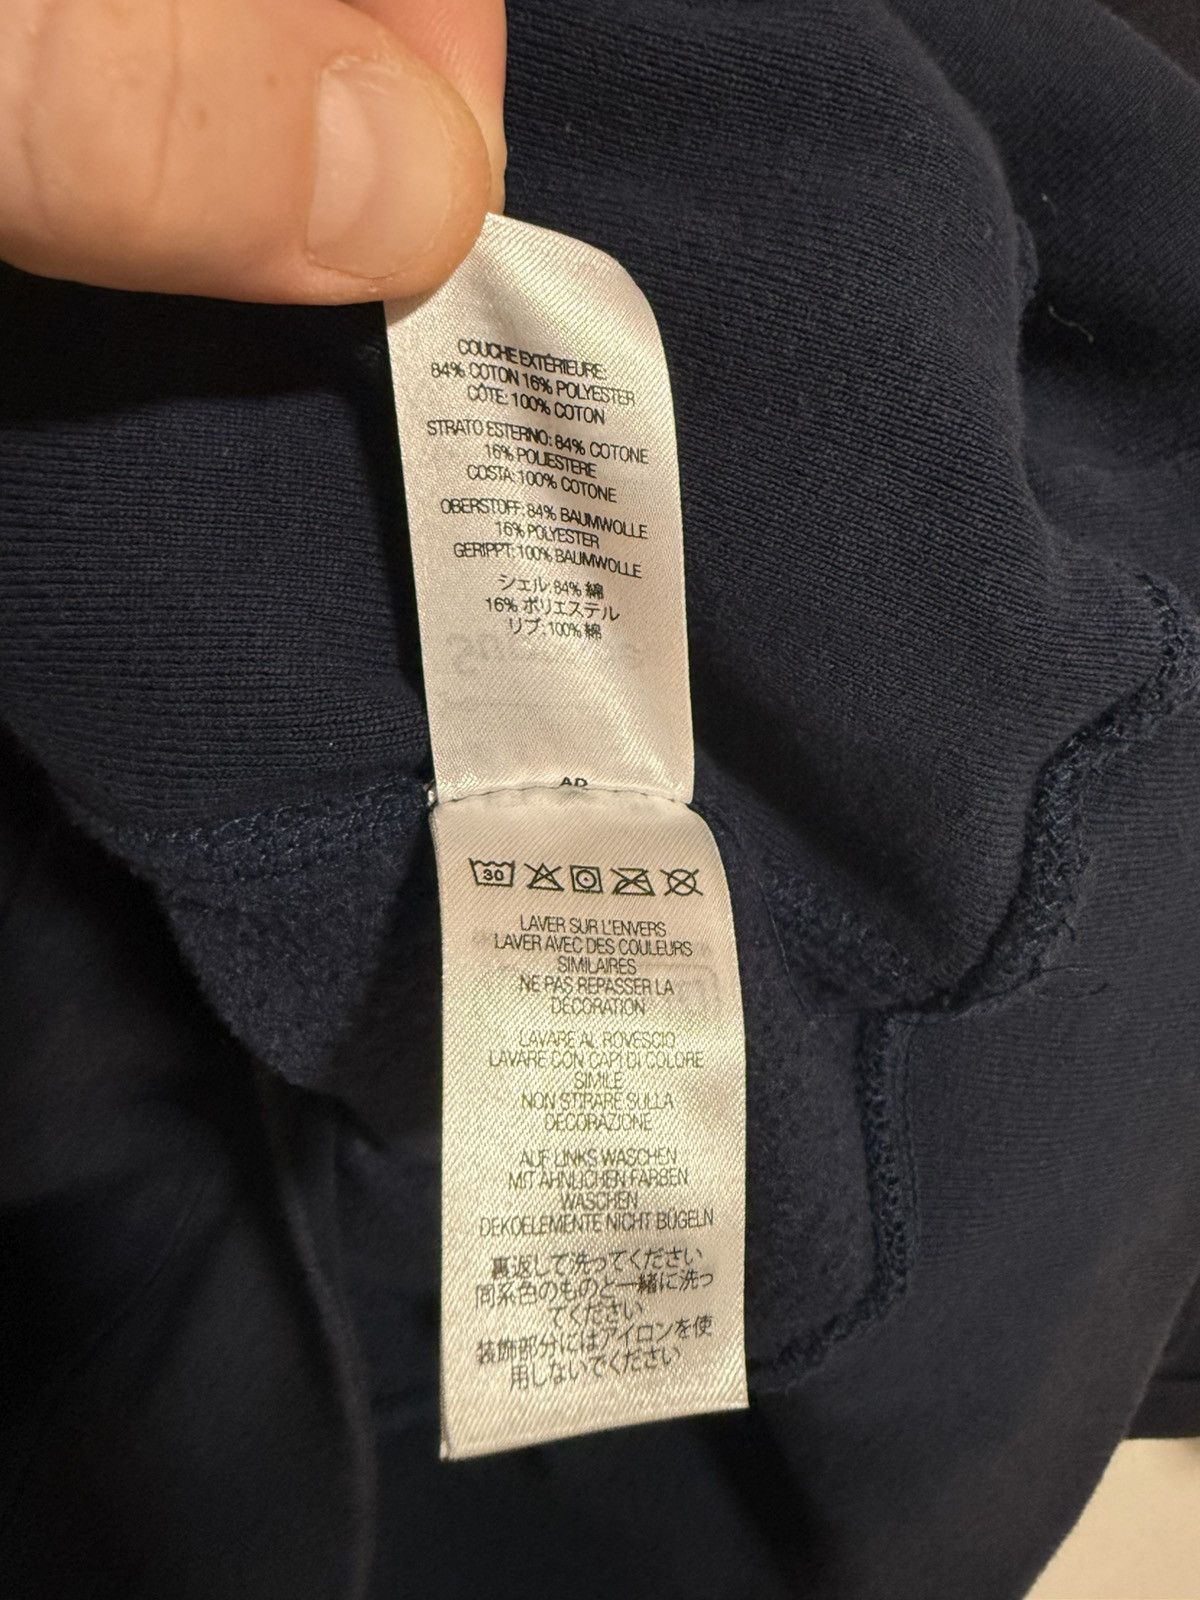 COUCHE EXTÉRIEURE:
84% COTON 16% POLYESTER
CÔTE: 100% COTON
STRATO ESTERNO: 84% COTONE
16% POLIESTERE
COSTA: 100% COTONE
OBERSTOFF: 84% BAUMWOLLE
16% POLYESTER
GERIPPT: 100% BAUMWOLLE
シェル: 84% 綿
16% ポリエステル
リブ: 100% 綿
AD
30
LAVER SUR L'ENVERS
LAVER AVEC DES COULEURS
SIMILAIRES
NE PAS REPASSER LA
DÉCORATION
LAVARE AL ROVESCIO
LAVARE CON CAPI DI COLORE
SIMILE
NON STIRARE SULLA
DECORAZIONE
AUF LINKS WASCHEN
MIT ÄHNLICHEN FARBEN
WASCHEN
DEKOELEMENTE NICHT BÜGELN
裏返して洗ってください
同系色のものと一緒に洗っ
てください
装飾部分にはアイロンを使
用しないでください